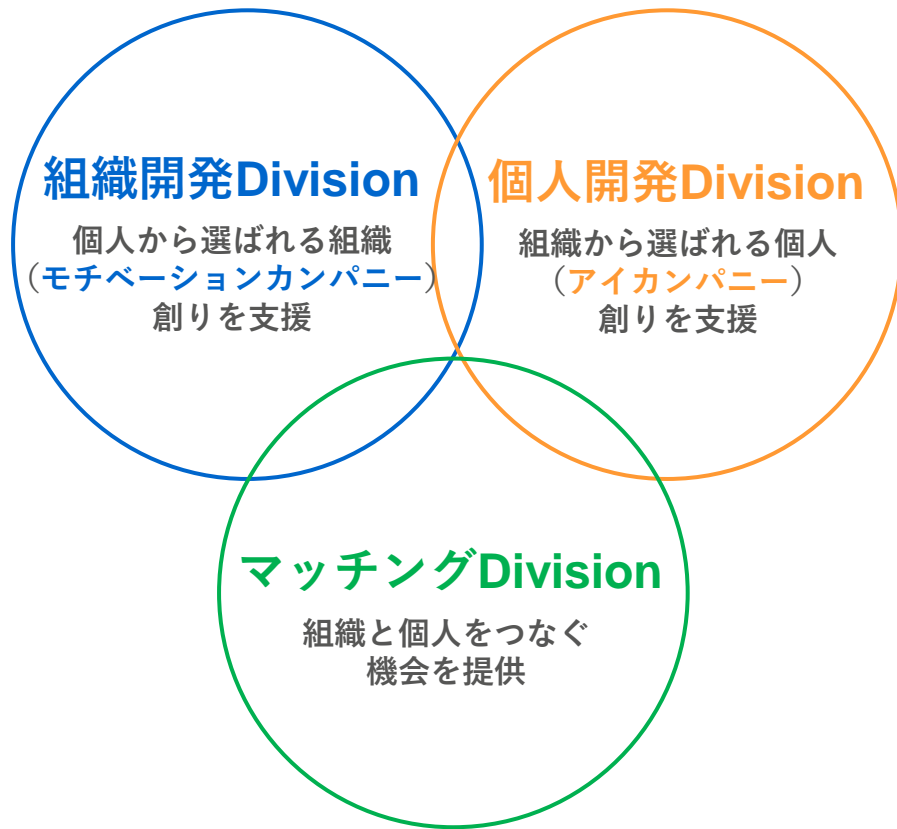 組織開発Division
個人から選ばれる組織
（モチベーションカンパニー）
創りを支援
個人開発Division
組織から選ばれる個人
（アイカンパニー）
創りを支援
マッチングDivision
組織と個人をつなぐ
機会を提供